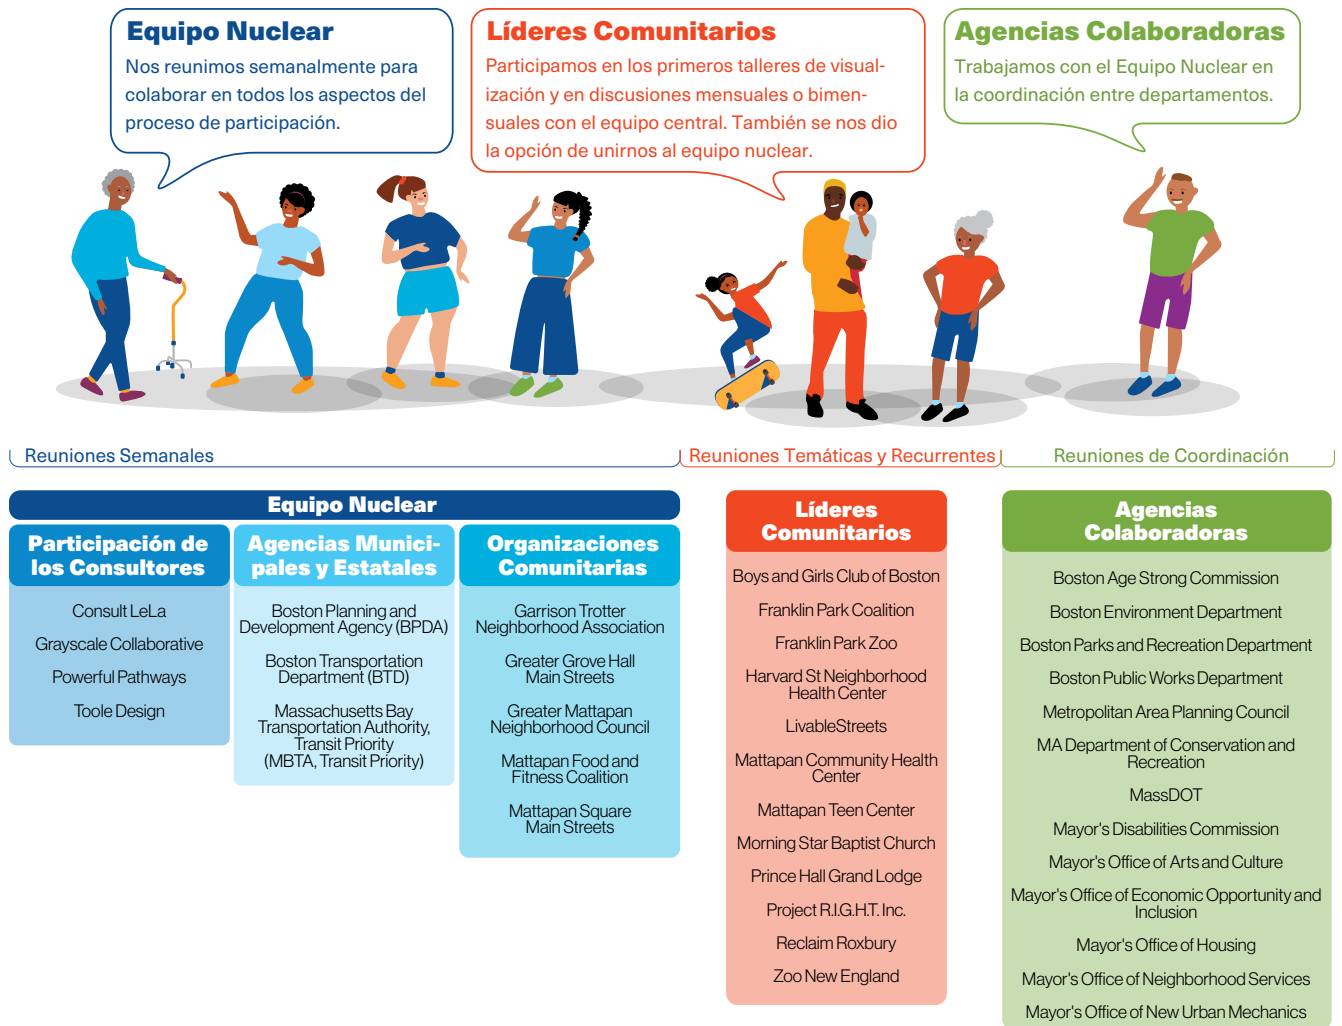 Equipo Nuclear
Nos reunimos semanalmente para
colaborar en todos los aspectos del
proceso de participación.
Líderes Comunitarios
Participamos en los primeros talleres de visual-
ización y en discusiones mensuales o bimen-
suales con el equipo central. También se nos dio
la opción de unirnos al equipo nuclear.
Agencias Colaboradoras
Trabajamos con el Equipo Nuclear en
la coordinación entre departamentos.
Reuniones Semanales
Reuniones Temáticas y Recurrentes
Reuniones de Coordinación
Equipo Nuclear
Participación de
los Consultores
Consult LeLa
Grayscale Collaborative
Powerful Pathways
Toole Design
Agencias Munici-
pales y Estatales
Boston Planning and
Development Agency (BPDA)
Boston Transportation
Department (BTD)
Massachusetts Bay
Transportation Authority,
Transit Priority
(MBTA, Transit Priority)
Organizaciones
Comunitarias
Garrison Trotter
Neighborhood Association
Greater Grove Hall
Main Streets
Greater Mattapan
Neighborhood Council
Mattapan Food and
Fitness Coalition
Mattapan Square
Main Streets
Líderes
Comunitarios
Boys and Girls Club of Boston
Franklin Park Coalition
Franklin Park Zoo
Harvard St Neighborhood
Health Center
LivableStreets
Mattapan Community Health
Center
Mattapan Teen Center
Morning Star Baptist Church
Prince Hall Grand Lodge
Project R.I.G.H.T. Inc.
Reclaim Roxbury
Zoo New England
Agencias
Colaboradoras
Boston Age Strong Commission
Boston Environment Department
Boston Parks and Recreation Department
Boston Public Works Department
Metropolitan Area Planning Council
MA Department of Conservation and
Recreation
MassDOT
Mayor's Disabilities Commission
Mayor's Office of Arts and Culture
Mayor's Office of Economic Opportunity and
Inclusion
Mayor's Office of Housing
Mayor's Office of Neighborhood Services
Mayor's Office of New Urban Mechanics